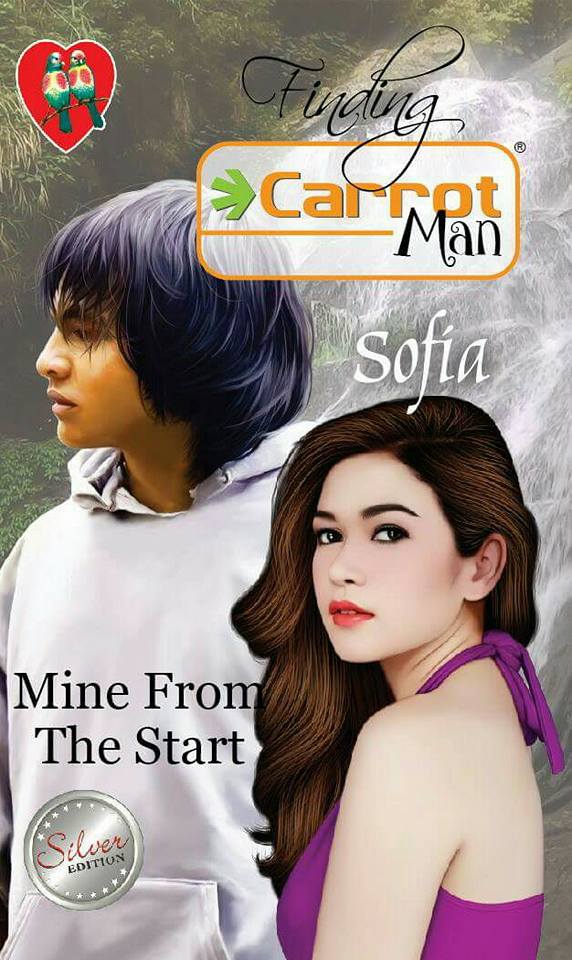 Finding
Carrot ®
Man
Sofia
Mine From
The Start
Silver
EDITION